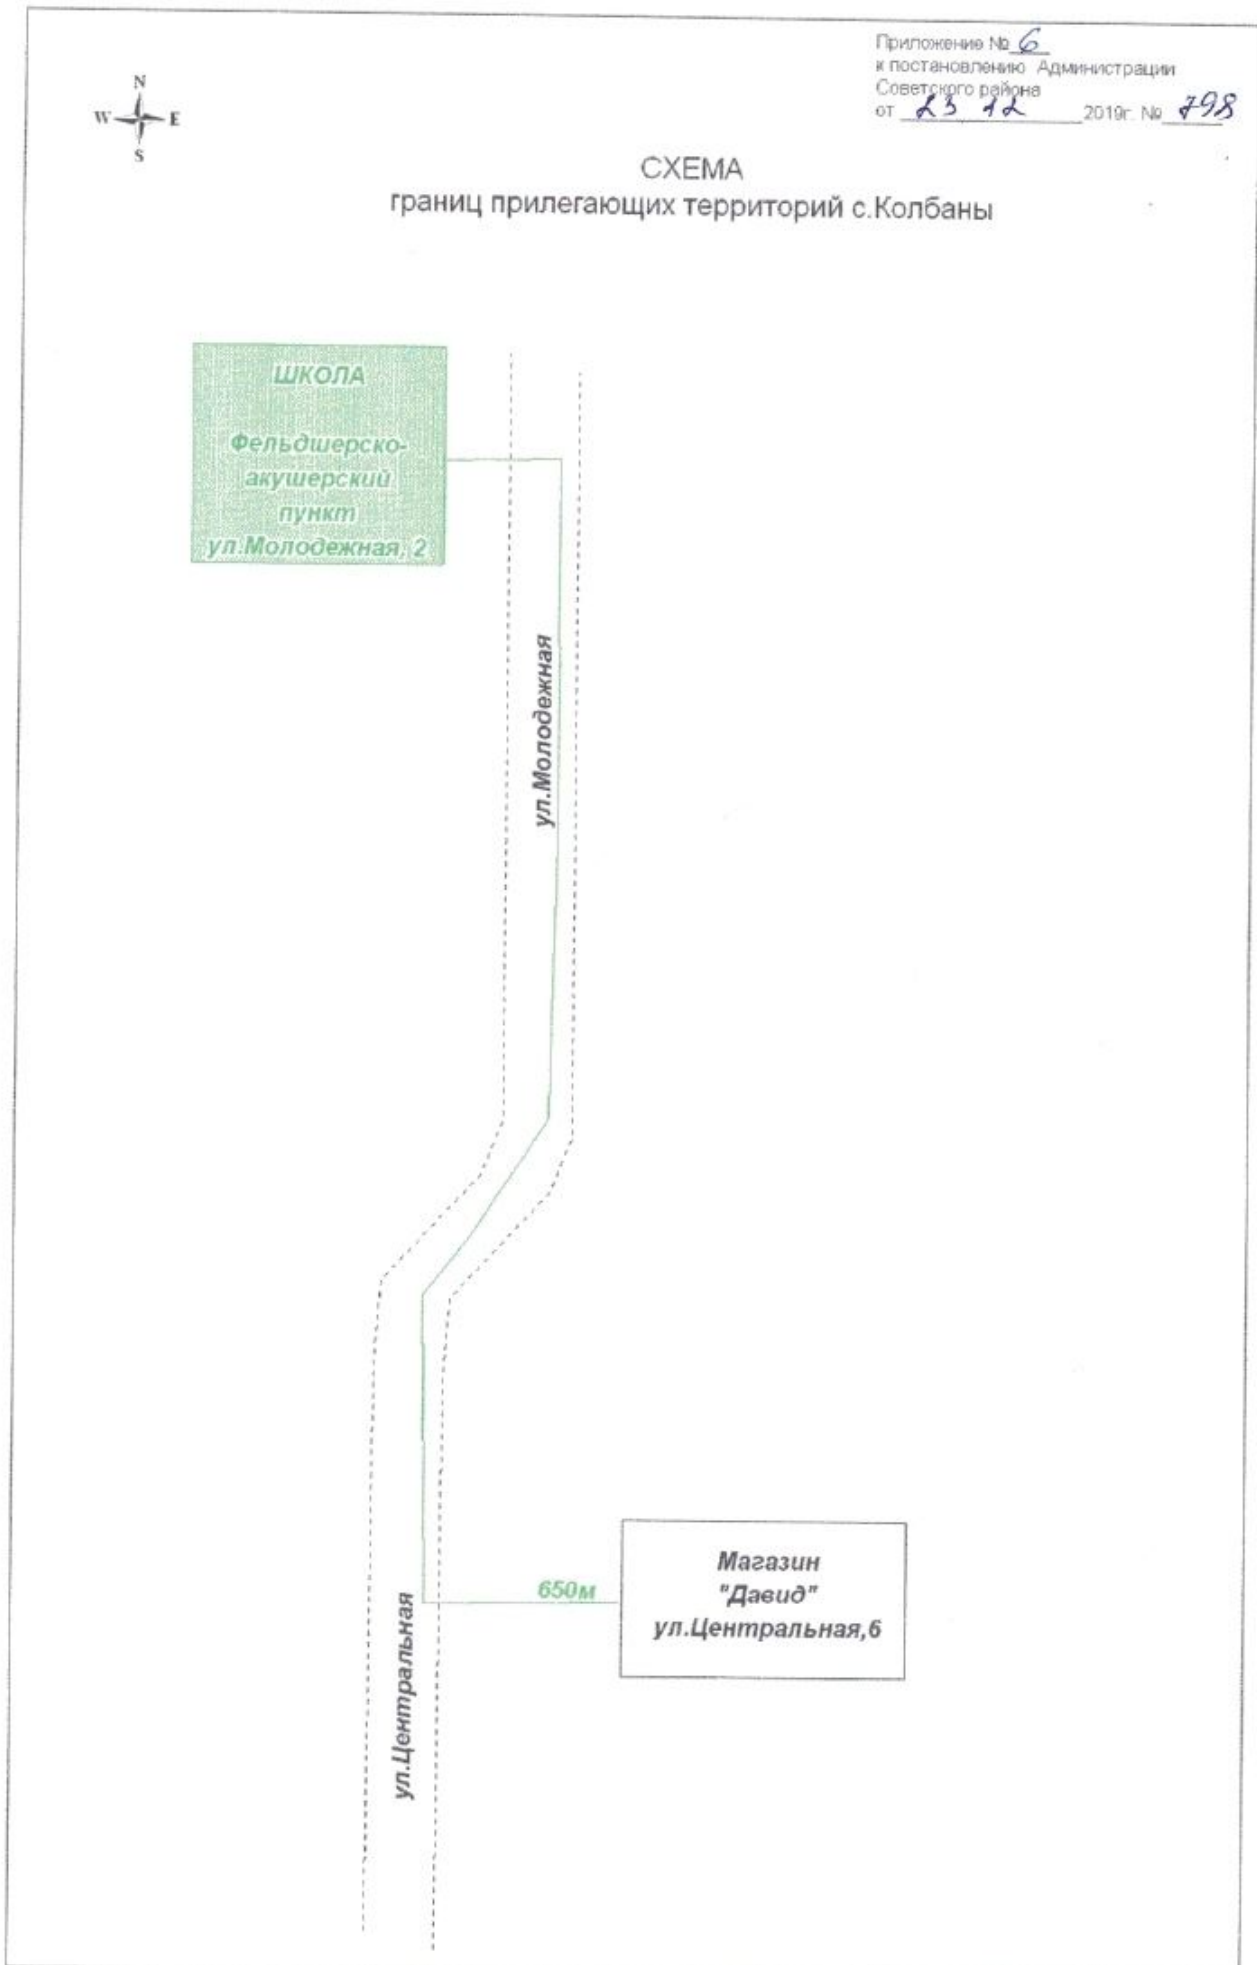 Приложение № 6
к постановлению Администрации
Советского района
от 23 12 2019г. № 798
N
W E
S
СХЕМА
границ прилегающих территорий с.Колбаны
ШКОЛА
Фельдшерско-
акушерский
пункт
ул.Молодежная, 2
ул.Молодежная
650м
Магазин
"Давид"
ул.Центральная,6
ул.Центральная